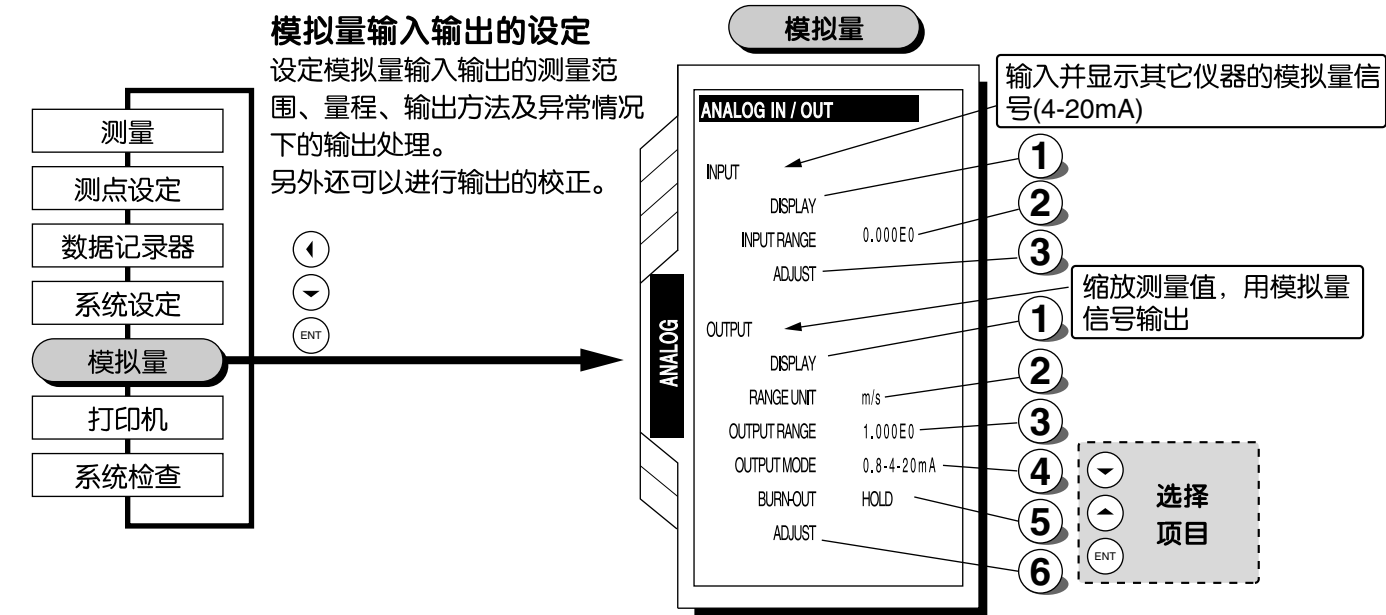 模拟量输入输出的设定
设定模拟量输入输出的测量范
围、量程、输出方法及异常情况
下的输出处理。
另外还可以进行输出的校正。
测量
测点设定
数据记录器
系统设定
模拟量
打印机
系统检查
ENT
模拟量
ANALOG
ANALOG IN / OUT
INPUT
DISPLAY
INPUT RANGE 0.000E0
ADJUST
OUTPUT
DISPLAY
RANGE UNIT m/s
OUTPUT RANGE 1.000E0
OUTPUT MODE 0.8-4-20mA
BURN-OUT HOLD
ADJUST
输入并显示其它仪器的模拟量信
号(4-20mA)
1
2
3
缩放测量值，用模拟量
信号输出
1
2
3
4
5
6
ENT
选择
项目